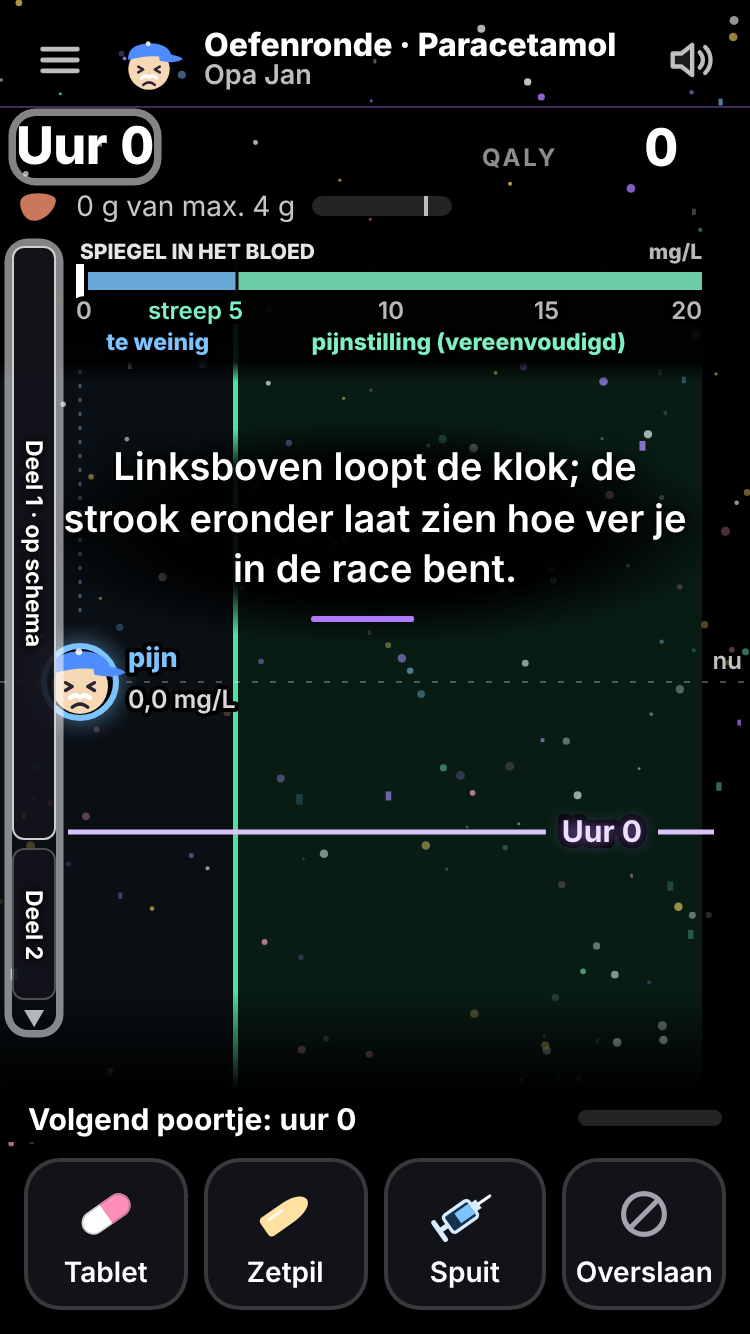 Oefenronde · Paracetamol
Opa Jan
Uur 0
QALY 0
0 g van max. 4 g
SPIEGEL IN HET BLOED mg/L
0 streep 5 10 15 20
te weinig pijnstilling (vereenvoudigd)
Linksboven loopt de klok; de
strook eronder laat zien hoe ver je
in de race bent.
Deel 1 · op schema
pijn
nu
0,0 mg/L
Uur 0
Deel 2
Volgend poortje: uur 0
Tablet
Zetpil
Spuit
Overslaan